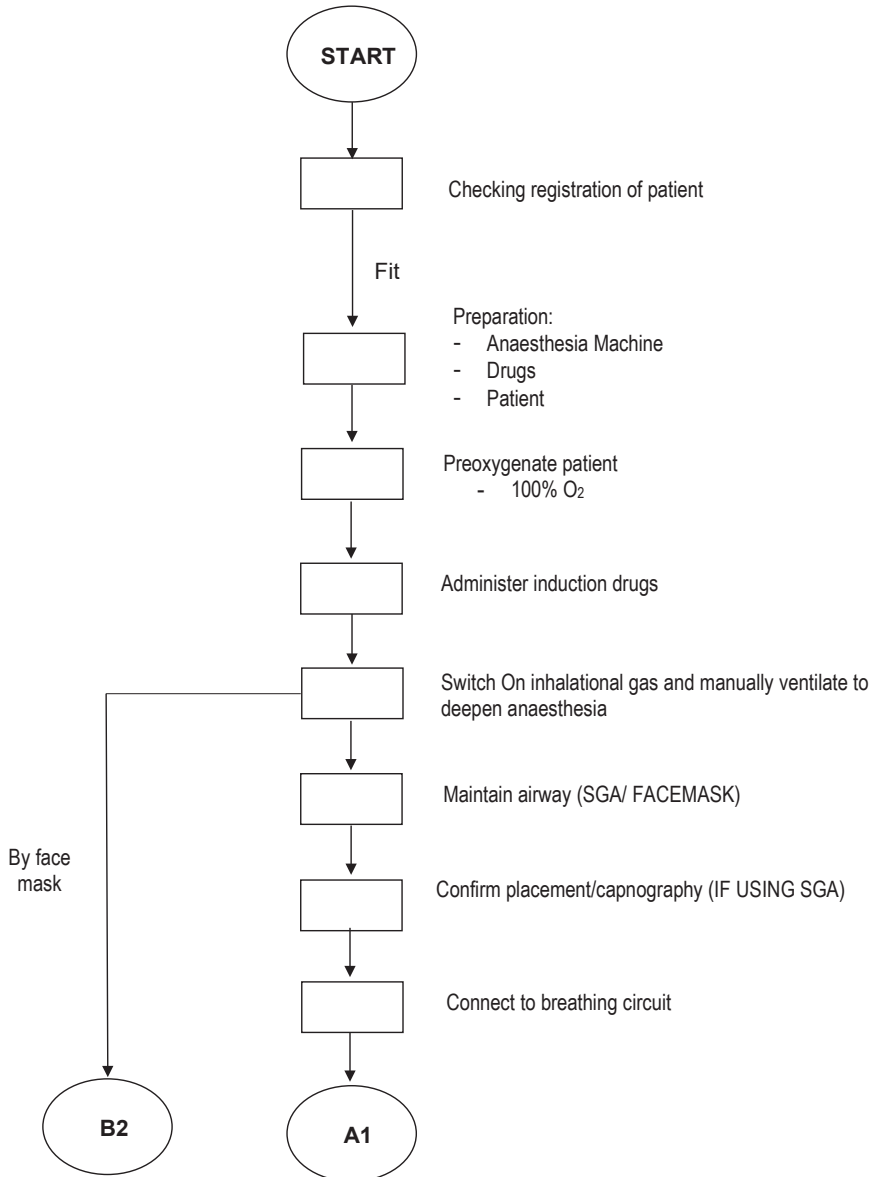 START
Checking registration of patient
Fit
Preparation:
- Anaesthesia Machine
- Drugs
- Patient
Preoxygenate patient
- 100% O₂
Administer induction drugs
Switch On inhalational gas and manually ventilate to
deepen anaesthesia
Maintain airway (SGA/ FACEMASK)
By face
mask
Confirm placement/capnography (IF USING SGA)
Connect to breathing circuit
B2
A1